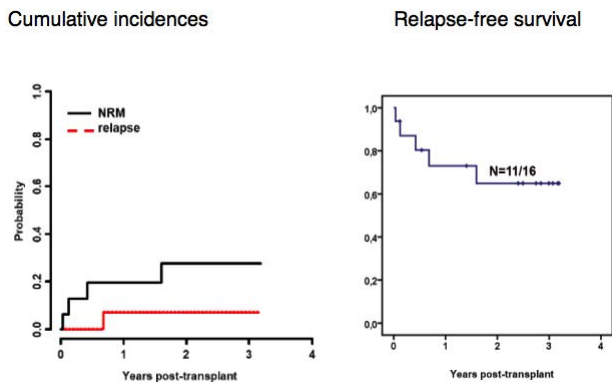 Cumulative incidences
Relapse-free survival
NRM
relapse
Probability
1.0
0.8
0.6
0.4
0.2
0.0
0 1 2 3 4
Years post-transplant
1,0
0,8
0,6
0,4
0,2
0,0
N=11/16
0 1 2 3 4
Years post-transplant